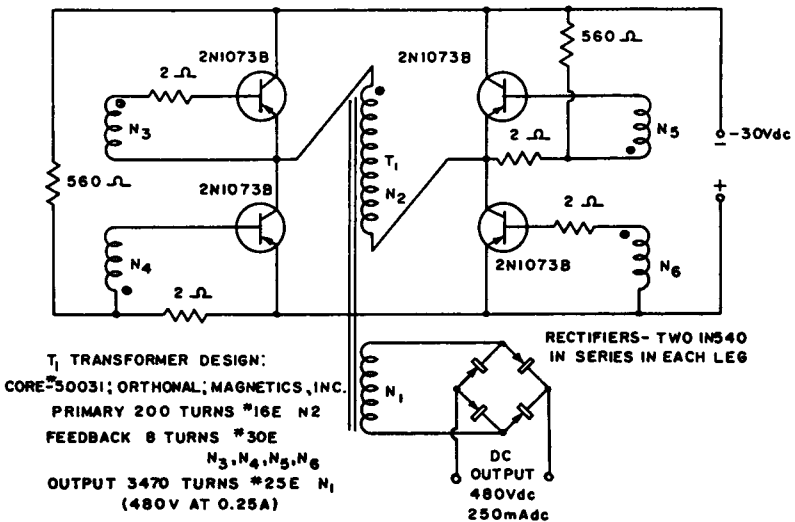 560 Ω
2N1073B
2N1073B
2 Ω
N3
N5
2 Ω
-30Vdc
T1
−
560 Ω
2N1073B
N2
+
2 Ω
N4
2N1073B
N6
2 Ω
RECTIFIERS- TWO IN540
IN SERIES IN EACH LEG
T1 TRANSFORMER DESIGN:
CORE-#50031; ORTHONAL; MAGNETICS, INC.
N1
PRIMARY 200 TURNS #16E N2
FEEDBACK 8 TURNS #30E
N3, N4, N5, N6
OUTPUT 3470 TURNS #25E N1
(480V AT 0.25A)
DC
OUTPUT
480Vdc
250mAdc